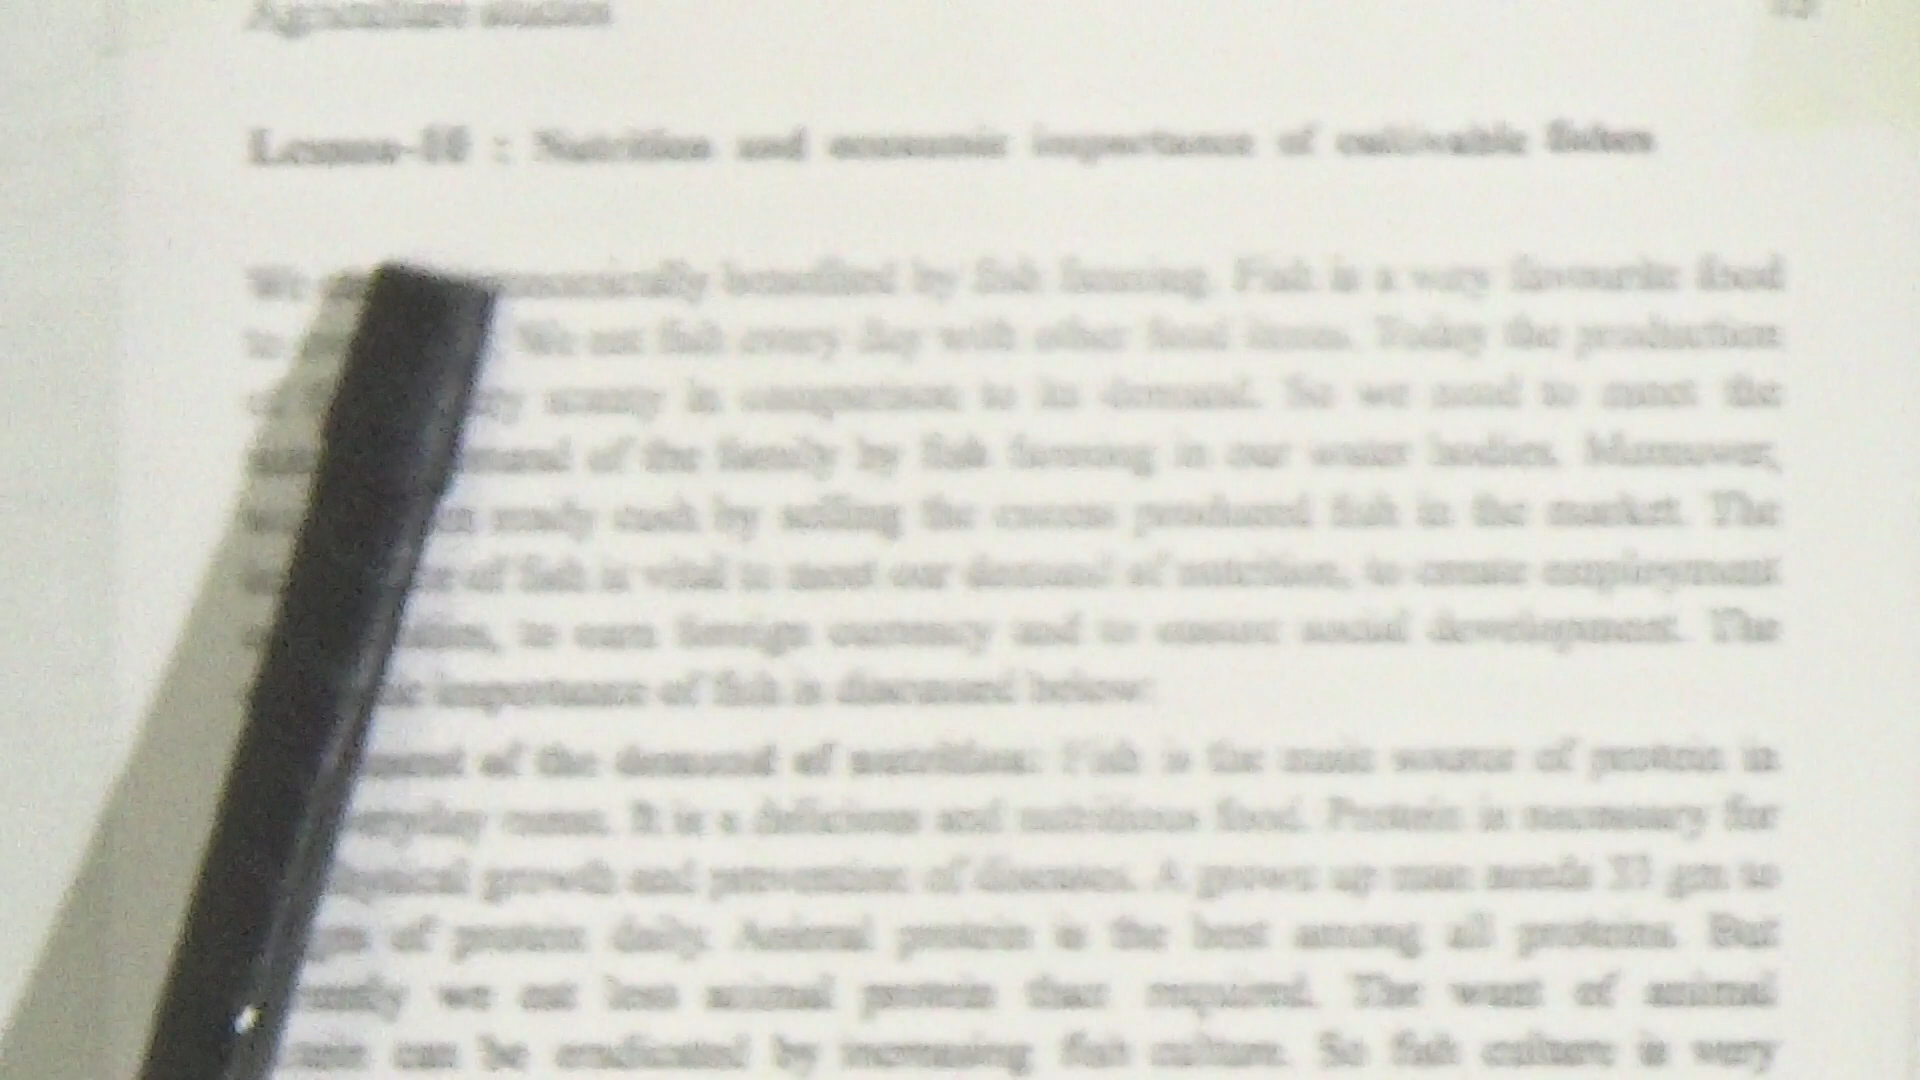 Agriculture studies
Lesson-10 : Nutrition and economic importance of cultivable fishes
We economically benefited by fish farming. Fish is a very favourite food
to We eat fish every day with other food items. Today the production
scanty in comparison to its demand. So we need to meet the
demand of the family by fish farming in our water bodies. Moreover,
ready cash by selling the excess produced fish in the market. The
of fish is vital to meet our demand of nutrition, to create employment
to earn foreign currency and to ensure social development. The
importance of fish is discussed below:
of the demand of nutrition: Fish is the main source of protein in
everyday menu. It is a delicious and nutritious food. Protein is necessary for
physical growth and prevention of diseases. A grown up man needs gm to
of protein daily. Animal protein is the best among all proteins. But
we eat less animal protein than required. The want of animal
can be eradicated by increasing fish culture. So fish culture is very